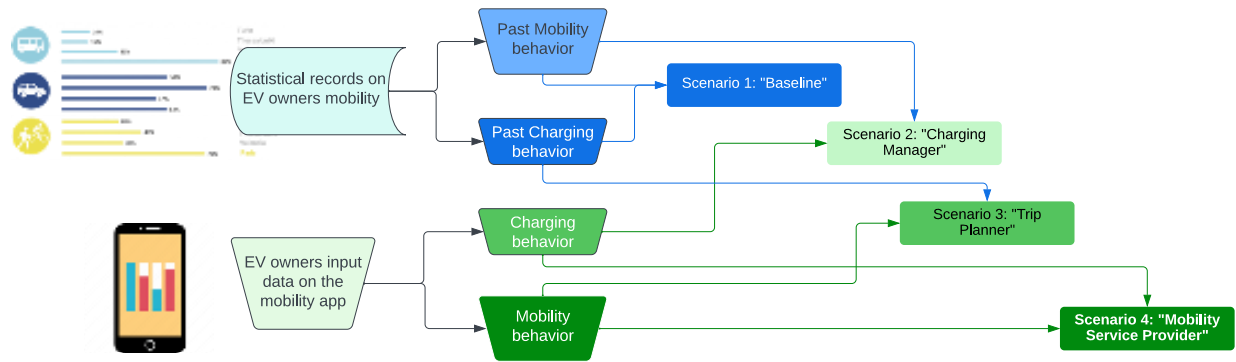 Statistical records on
EV owners mobility
Past Mobility
behavior
Scenario 1: "Baseline"
Past Charging
behavior
Scenario 2: "Charging
Manager"
Charging
behavior
Scenario 3: "Trip
Planner"
EV owners input
data on the
mobility app
Mobility
behavior
Scenario 4: "Mobility
Service Provider"